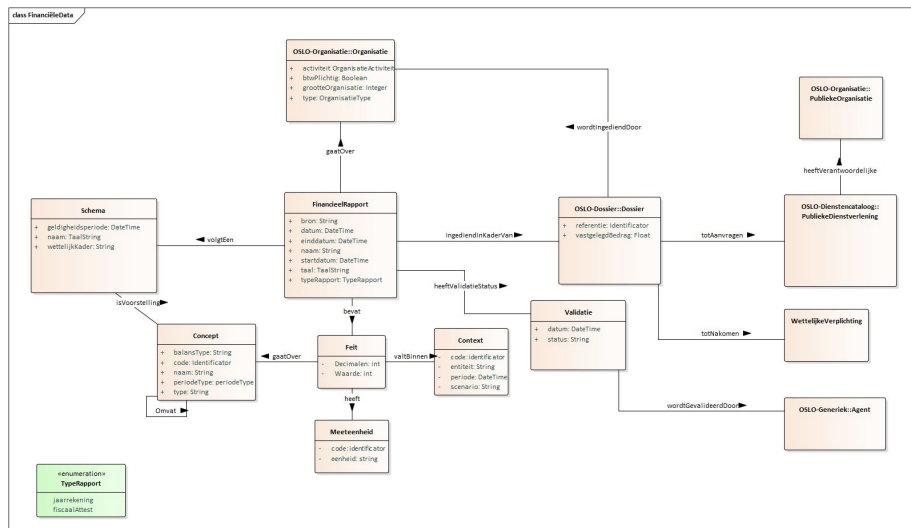 class FinanciëleData
OSLO-Organisatie::Organisatie
+ activiteit OrganisatieActiviteit
+ btwPlichtig: Boolean
+ grootteOrganisatie: Integer
+ type: OrganisatieType
OSLO-Organisatie::
PubliekeOrganisatie
wordtIngediendDoor
gaatOver
heeftVerantwoordelijke
Schema
+ geldigheidsperiode: DateTime
+ naam: TaalString
+ wettelijkKader: String
volgtEen
FinancieelRapport
+ bron: String
+ datum: DateTime
+ einddatum: DateTime
+ naam: String
+ startdatum: DateTime
+ taal: TaalString
+ typeRapport: TypeRapport
ingediendInKaderVan
OSLO-Dossier::Dossier
+ referentie: Identificator
+ vastgelegdBedrag: Float
totAanvragen
OSLO-Dienstencataloog::
PubliekeDienstverlening
heeftValidatieStatus
isVoorstelling
bevat
Validatie
+ datum: DateTime
+ status: String
totNakomen
WettelijkeVerplichting
Concept
+ balansType: String
+ code: Identificator
+ naam: String
+ periodeType: periodeType
+ type: String
Omvat
gaatOver
Feit
- Decimalen: int
- Waarde: int
valtBinnen
Context
- code:identificator
- entiteit: String
- periode: DateTime
- scenario: String
heeft
wordtGevalideerdDoor
OSLO-Generiek::Agent
Meeteenheid
- code:identificator
- eenheid: string
«enumeration»
TypeRapport
jaarrekening
fiscaalAttest